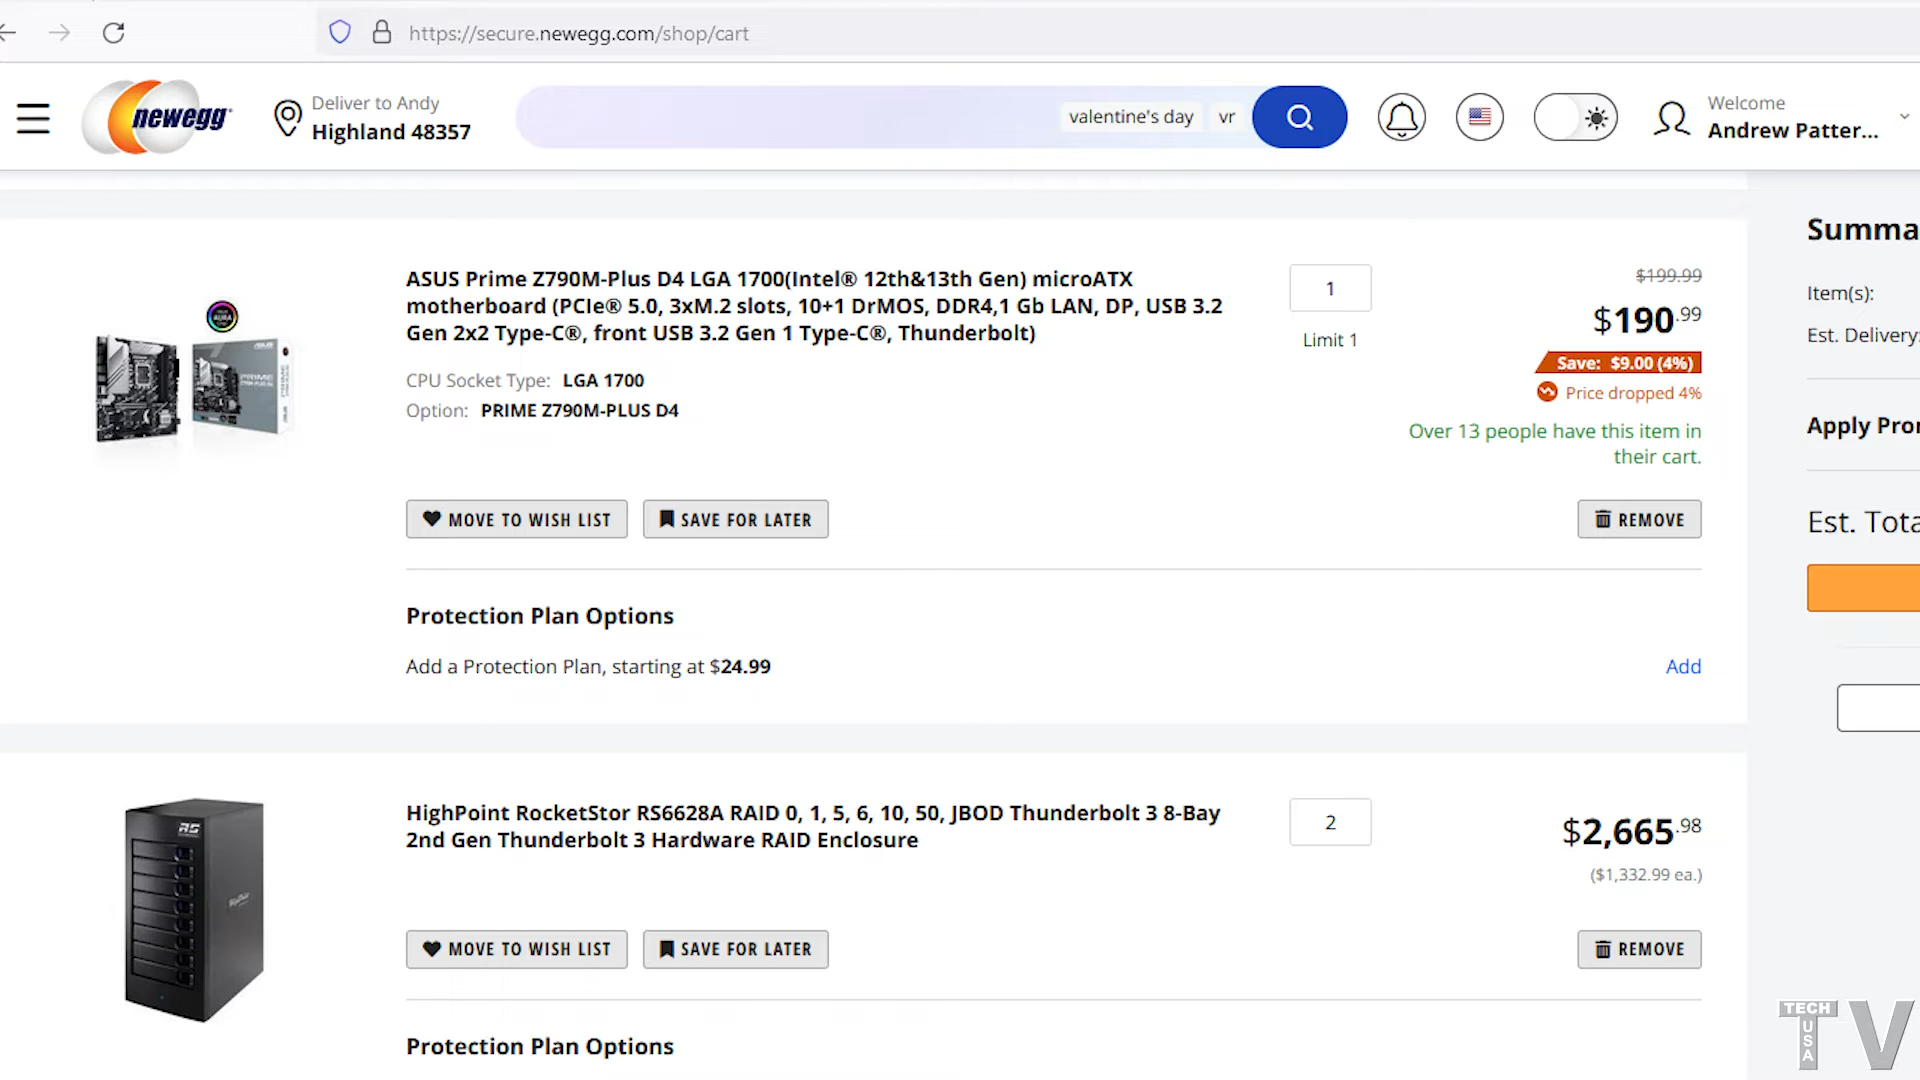 https://secure.newegg.com/shop/cart
newegg
Deliver to Andy
Highland 48357
valentine's day
vr
Welcome
Andrew Patter...
ASUS Prime Z790M-Plus D4 LGA 1700(Intel® 12th&13th Gen) microATX
motherboard (PCIe® 5.0, 3xM.2 slots, 10+1 DrMOS, DDR4,1 Gb LAN, DP, USB 3.2
Gen 2x2 Type-C®, front USB 3.2 Gen 1 Type-C®, Thunderbolt)
CPU Socket Type: LGA 1700
Option: PRIME Z790M-PLUS D4
1
Limit 1
$199.99
$190.99
Save: $9.00 (4%)
Price dropped 4%
Over 13 people have this item in
their cart.
MOVE TO WISH LIST
SAVE FOR LATER
REMOVE
Protection Plan Options
Add a Protection Plan, starting at $24.99
Add
HighPoint RocketStor RS6628A RAID 0, 1, 5, 6, 10, 50, JBOD Thunderbolt 3 8-Bay
2nd Gen Thunderbolt 3 Hardware RAID Enclosure
2
$2,665.98
($1,332.99 ea.)
MOVE TO WISH LIST
SAVE FOR LATER
REMOVE
Protection Plan Options
Summa
Item(s):
Est. Delivery:
Apply Pro
Est. Tota
RS
TECH
USA
TV